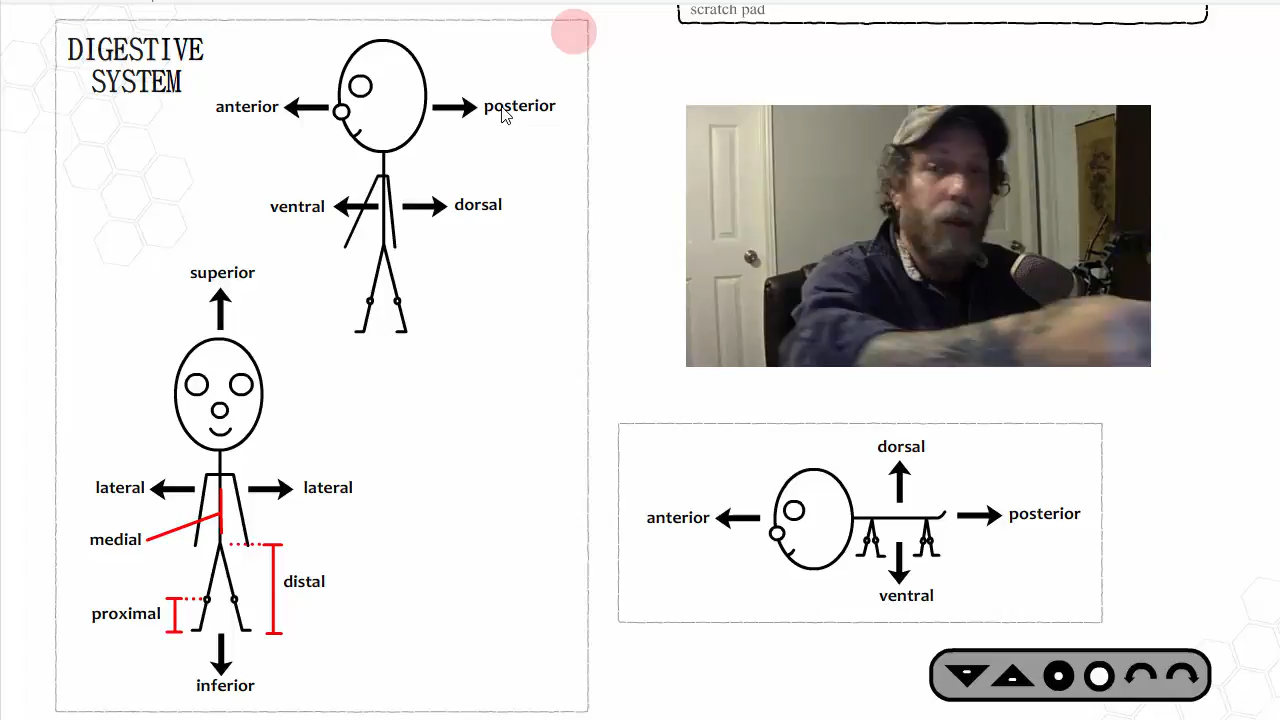 scratch pad
DIGESTIVE
SYSTEM
anterior
posterior
ventral
dorsal
superior
lateral
lateral
medial
distal
proximal
inferior
dorsal
anterior
posterior
ventral